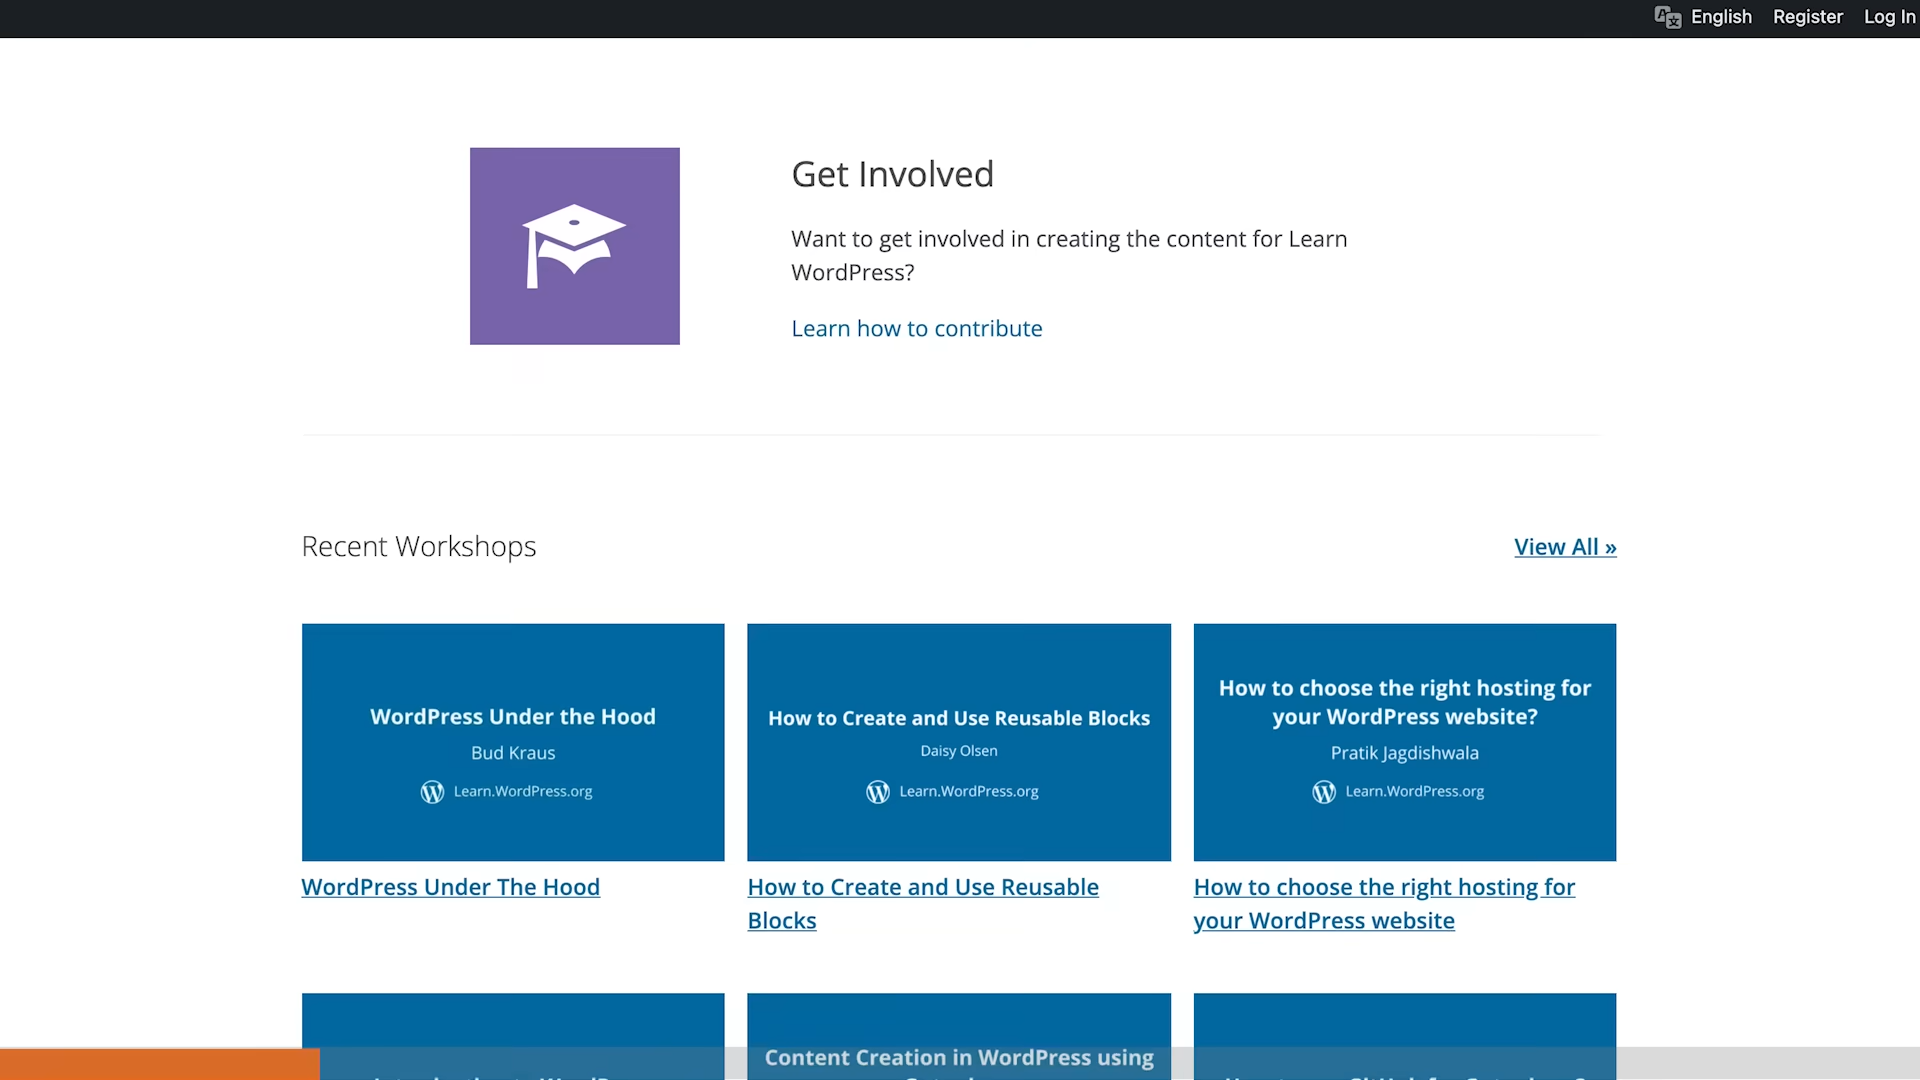 English Register Log In
Get Involved
Want to get involved in creating the content for Learn
WordPress?
Learn how to contribute
Recent Workshops
View All »
WordPress Under the Hood
Bud Kraus
Learn.WordPress.org
How to Create and Use Reusable Blocks
Daisy Olsen
Learn.WordPress.org
How to choose the right hosting for
your WordPress website?
Pratik Jagdishwala
Learn.WordPress.org
WordPress Under The Hood
How to Create and Use Reusable
Blocks
How to choose the right hosting for
your WordPress website
Content Creation in WordPress using